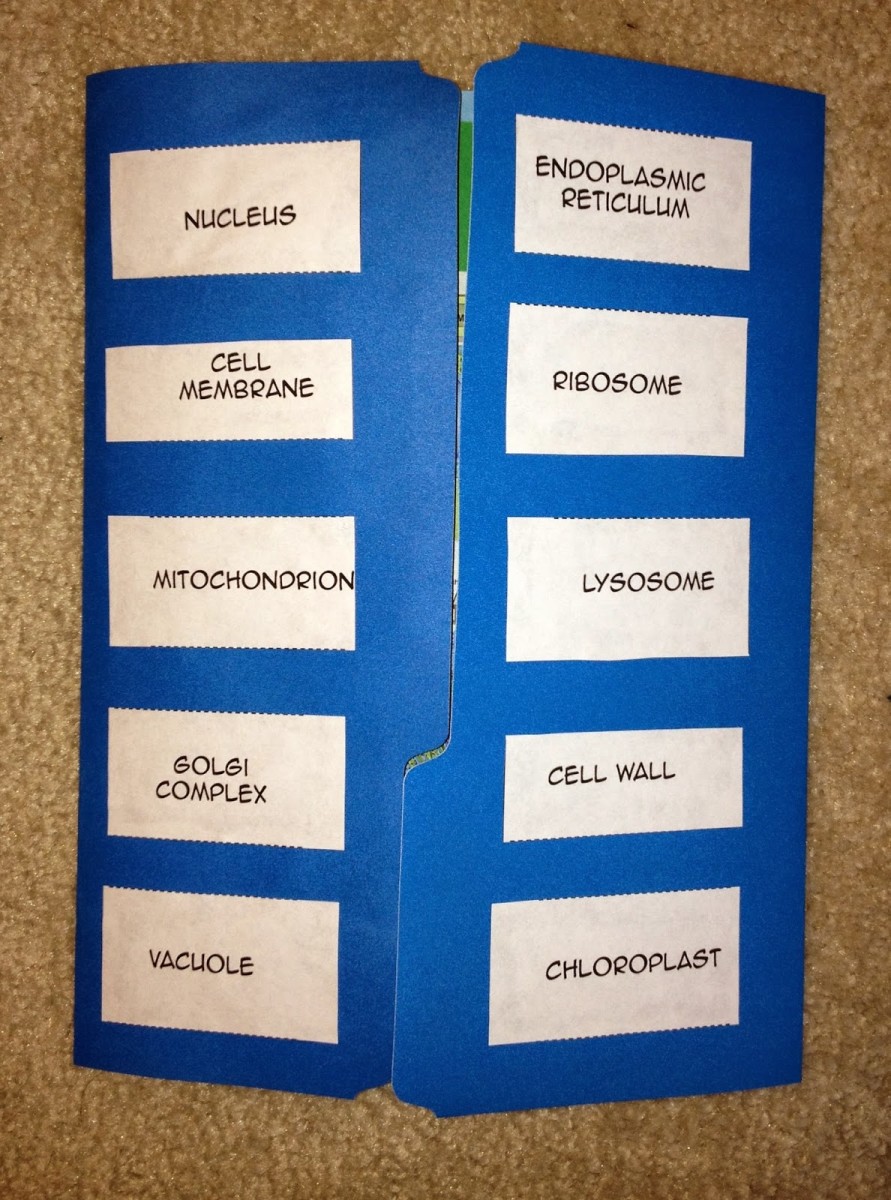 NUCLEUS
CELL
MEMBRANE
MITOCHONDRION
GOLGI
COMPLEX
VACUOLE
ENDOPLASMIC
RETICULUM
RIBOSOME
LYSOSOME
CELL WALL
CHLOROPLAST